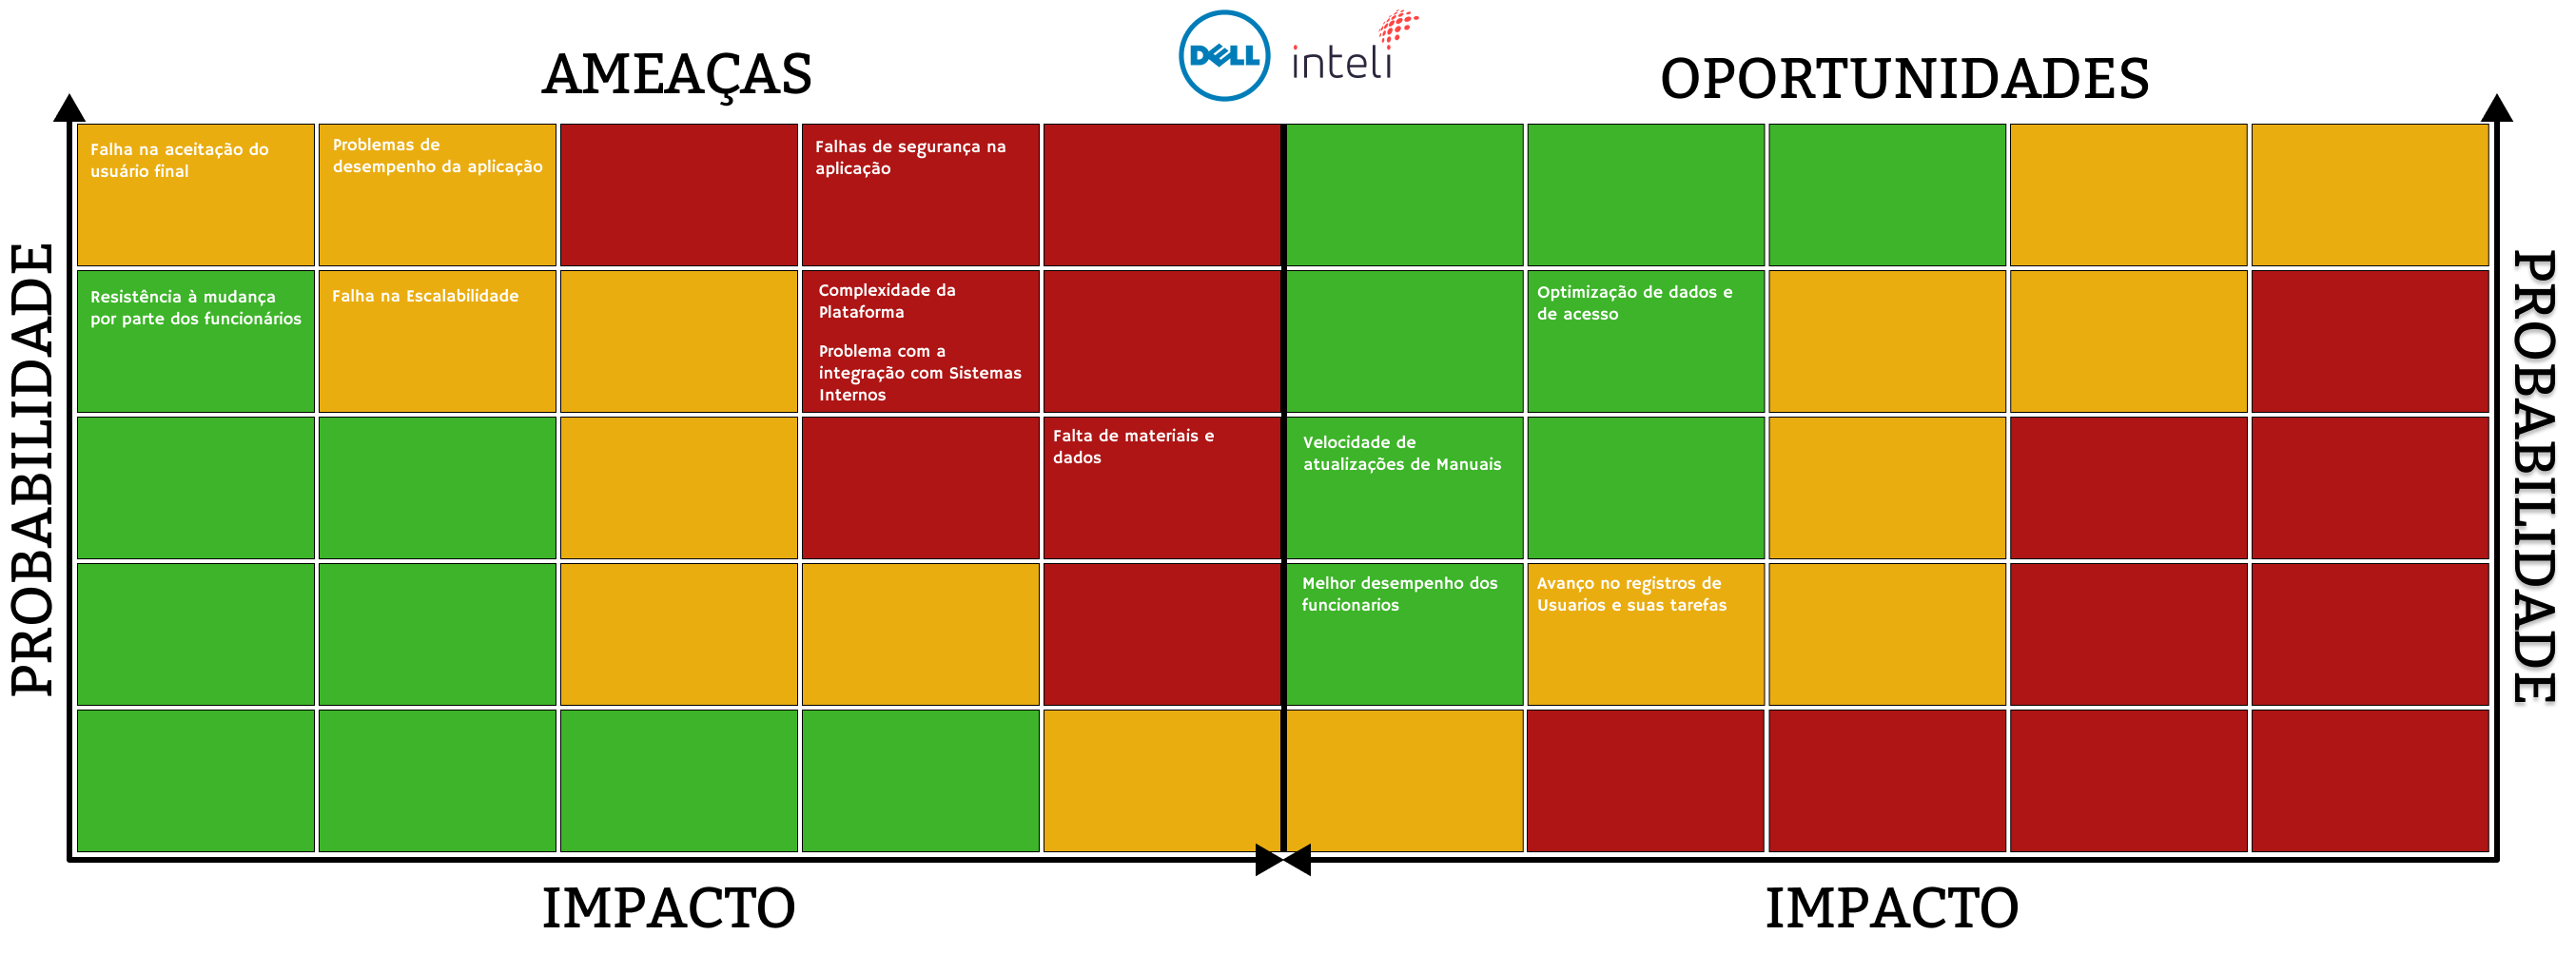 DELL inteli
AMEAÇAS
OPORTUNIDADES
PROBABILIDADE
Falha na aceitação do
usuário final
Problemas de
desempenho da aplicação
Falhas de segurança na
aplicação
Resistência à mudança
por parte dos funcionários
Falha na Escalabilidade
Complexidade da
Plataforma
Problema com a
integração com Sistemas
Internos
Optimização de dados e
de acesso
Falta de materiais e
dados
Velocidade de
atualizações de Manuais
Melhor desempenho dos
funcionarios
Avanço no registros de
Usuarios e suas tarefas
PROBABILIDADE
IMPACTO
IMPACTO